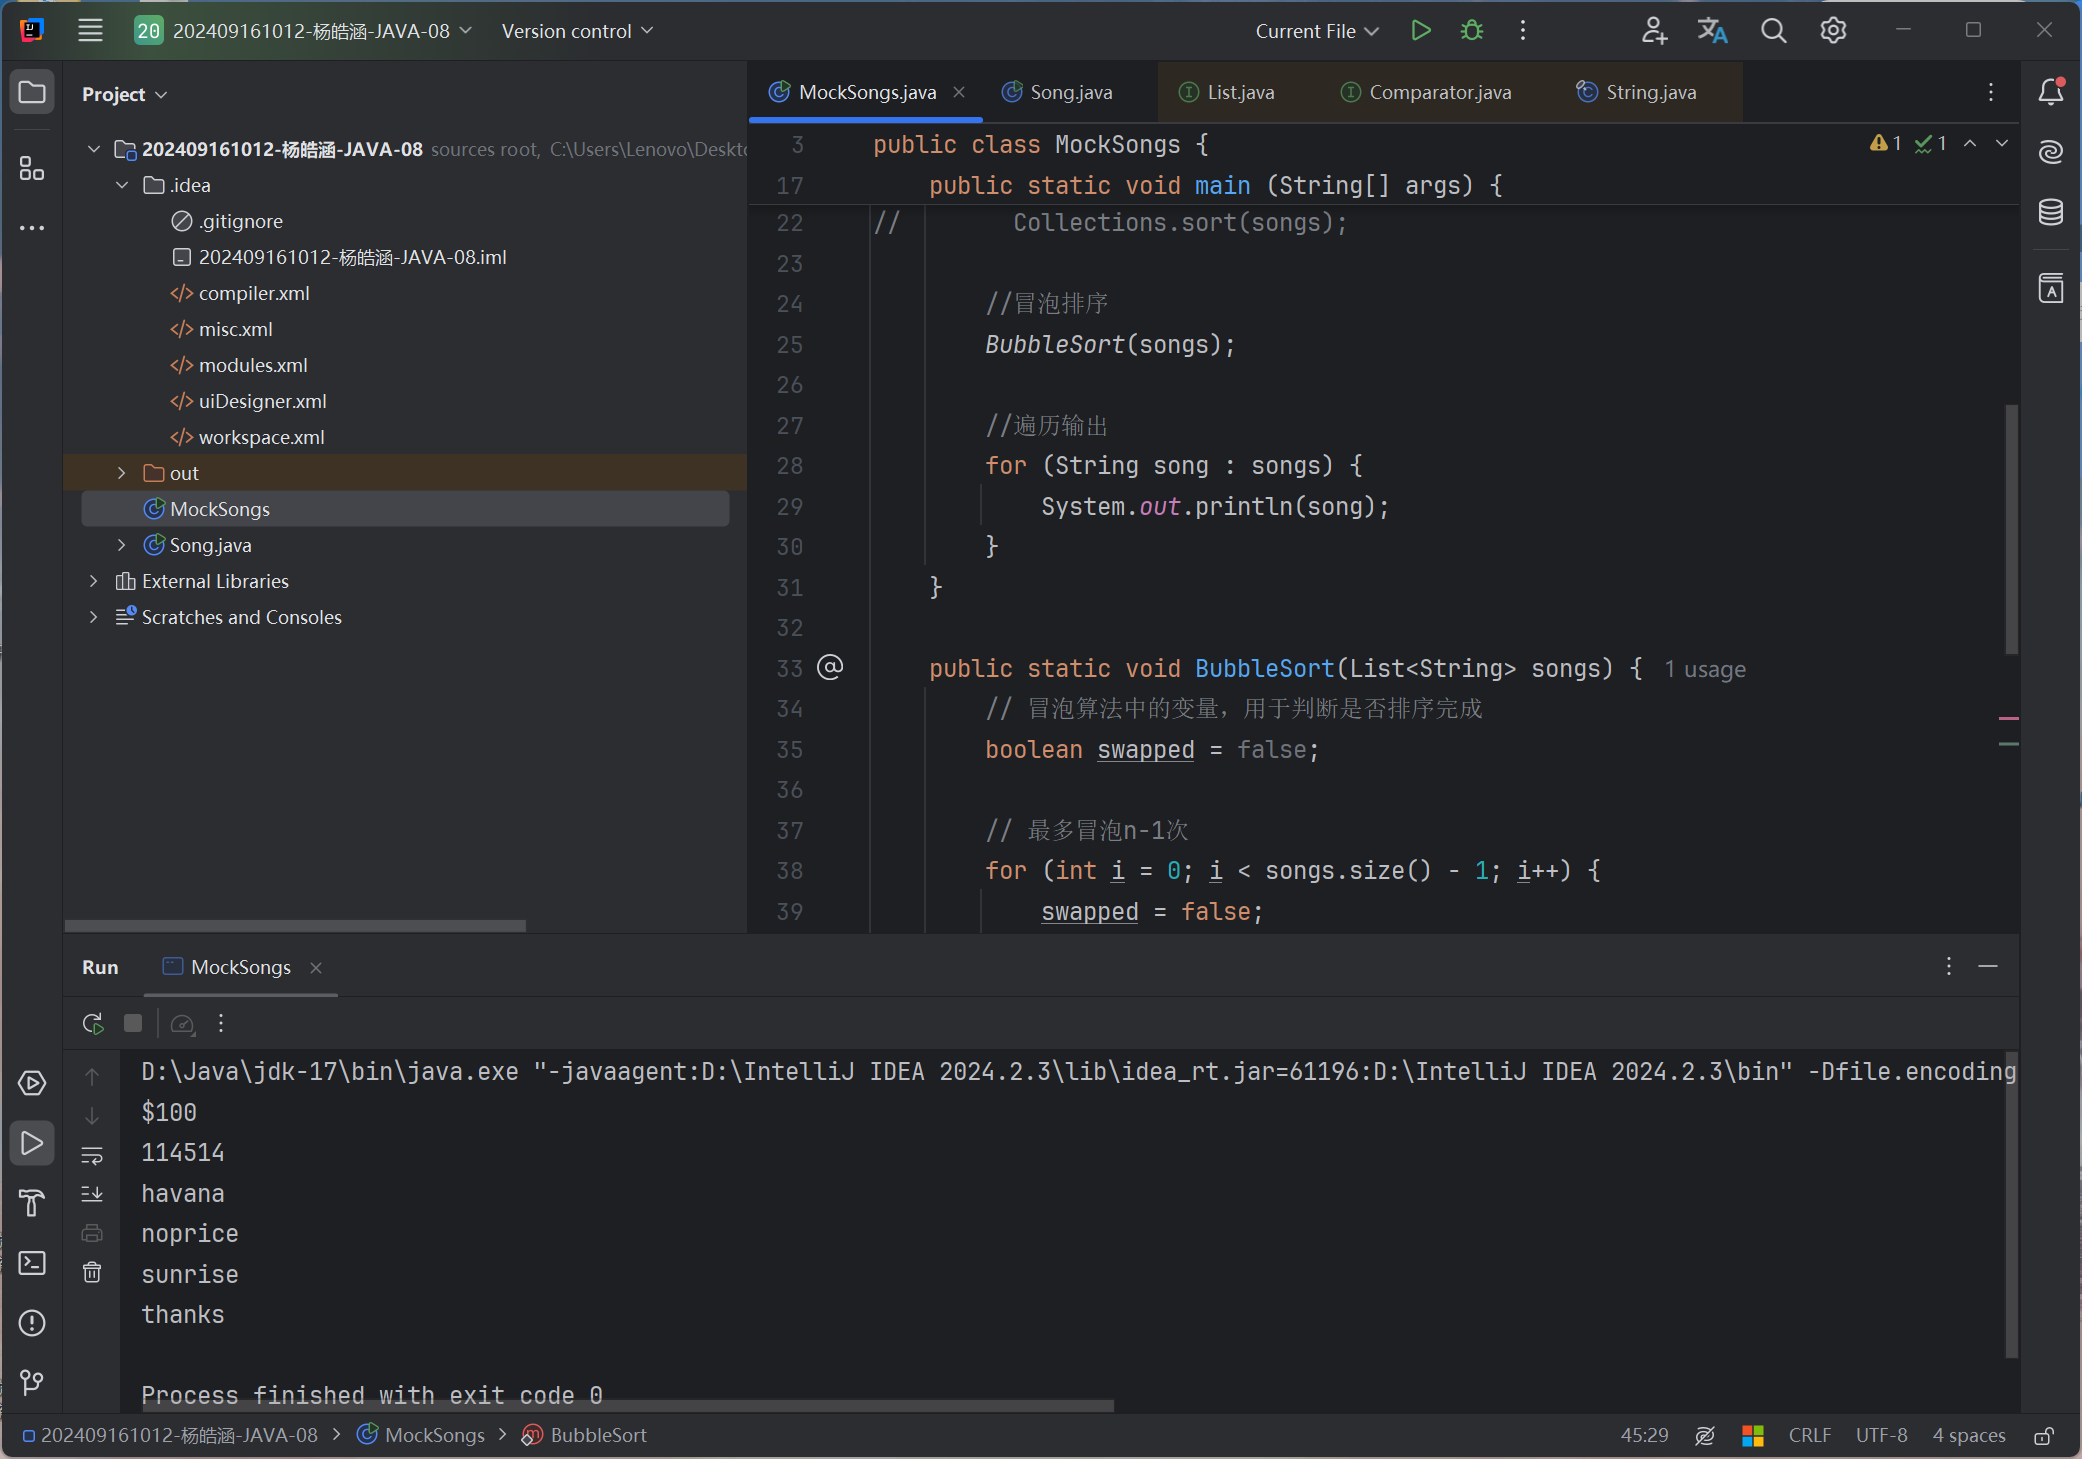 20 202409161012-杨皓涵-JAVA-08 Version control Current File
Project
202409161012-杨皓涵-JAVA-08 sources root, C:\Users\Lenovo\Deskto
.idea
.gitignore
202409161012-杨皓涵-JAVA-08.iml
compiler.xml
misc.xml
modules.xml
uiDesigner.xml
workspace.xml
out
MockSongs
Song.java
External Libraries
Scratches and Consoles
MockSongs.java Song.java List.java Comparator.java String.java
1 1
3 public class MockSongs {
17 public static void main (String[] args) {
22 // Collections.sort(songs);
23
24 //冒泡排序
25 BubbleSort(songs);
26
27 //遍历输出
28 for (String song : songs) {
29 System.out.println(song);
30 }
31 }
32
33 public static void BubbleSort(List<String> songs) { 1 usage
34 // 冒泡算法中的变量，用于判断是否排序完成
35 boolean swapped = false;
36
37 // 最多冒泡n-1次
38 for (int i = 0; i < songs.size() - 1; i++) {
39 swapped = false;
Run MockSongs
D:\Java\jdk-17\bin\java.exe "-javaagent:D:\IntelliJ IDEA 2024.2.3\lib\idea_rt.jar=61196:D:\IntelliJ IDEA 2024.2.3\bin" -Dfile.encoding
$100
114514
havana
noprice
sunrise
thanks
Process finished with exit code 0
202409161012-杨皓涵-JAVA-08 MockSongs BubbleSort 45:29 CRLF UTF-8 4 spaces